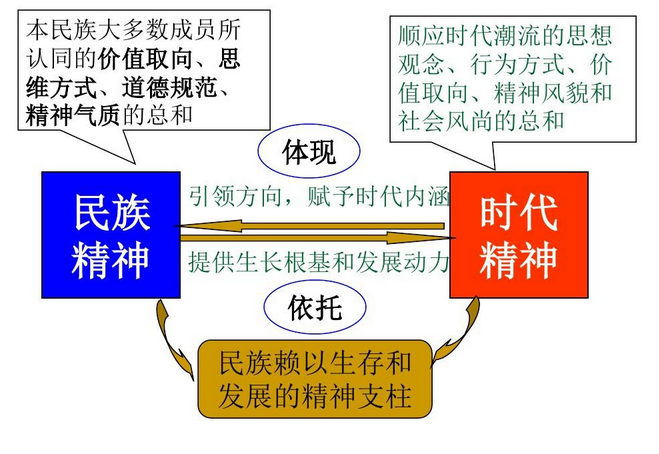 本民族大多数成员所
认同的价值取向、思
维方式、道德规范、
精神气质的总和
顺应时代潮流的思想
观念、行为方式、价
值取向、精神风貌和
社会风尚的总和
体现
引领方向，赋予时代内涵
民族
精神
时代
精神
提供生长根基和发展动力
依托
民族赖以生存和
发展的精神支柱